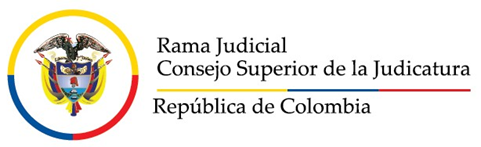 Rama Judicial
Consejo Superior de la Judicatura
República de Colombia